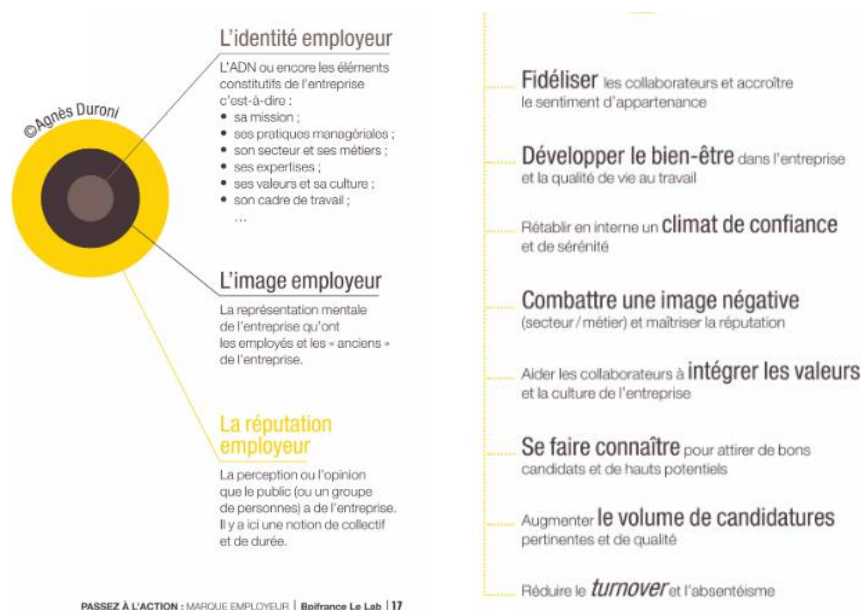 L'identité employeur
L'ADN ou encore les éléments
constitutifs de l'entreprise
c'est-à-dire :
• sa mission ;
• ses pratiques managériales ;
• son secteur et ses métiers ;
• ses expertises ;
• ses valeurs et sa culture ;
• son cadre de travail ;
...
©Agnès Duroni
L'image employeur
La représentation mentale
de l'entreprise qu'ont
les employés et les « anciens »
de l'entreprise.
La réputation
employeur
La perception ou l'opinion
que le public (ou un groupe
de personnes) a de l'entreprise.
Il y a ici une notion de collectif
et de durée.
PASSEZ À L'ACTION : MARQUE EMPLOYEUR | Bpifrance Le Lab | 17
Fidéliser les collaborateurs et accroître
le sentiment d'appartenance
Développer le bien-être dans l'entreprise
et la qualité de vie au travail
Rétablir en interne un climat de confiance
et de sérénité
Combattre une image négative
(secteur / métier) et maîtriser la réputation
Aider les collaborateurs à intégrer les valeurs
et la culture de l'entreprise
Se faire connaître pour attirer de bons
candidats et de hauts potentiels
Augmenter le volume de candidatures
pertinentes et de qualité
Réduire le turnover et l'absentéisme